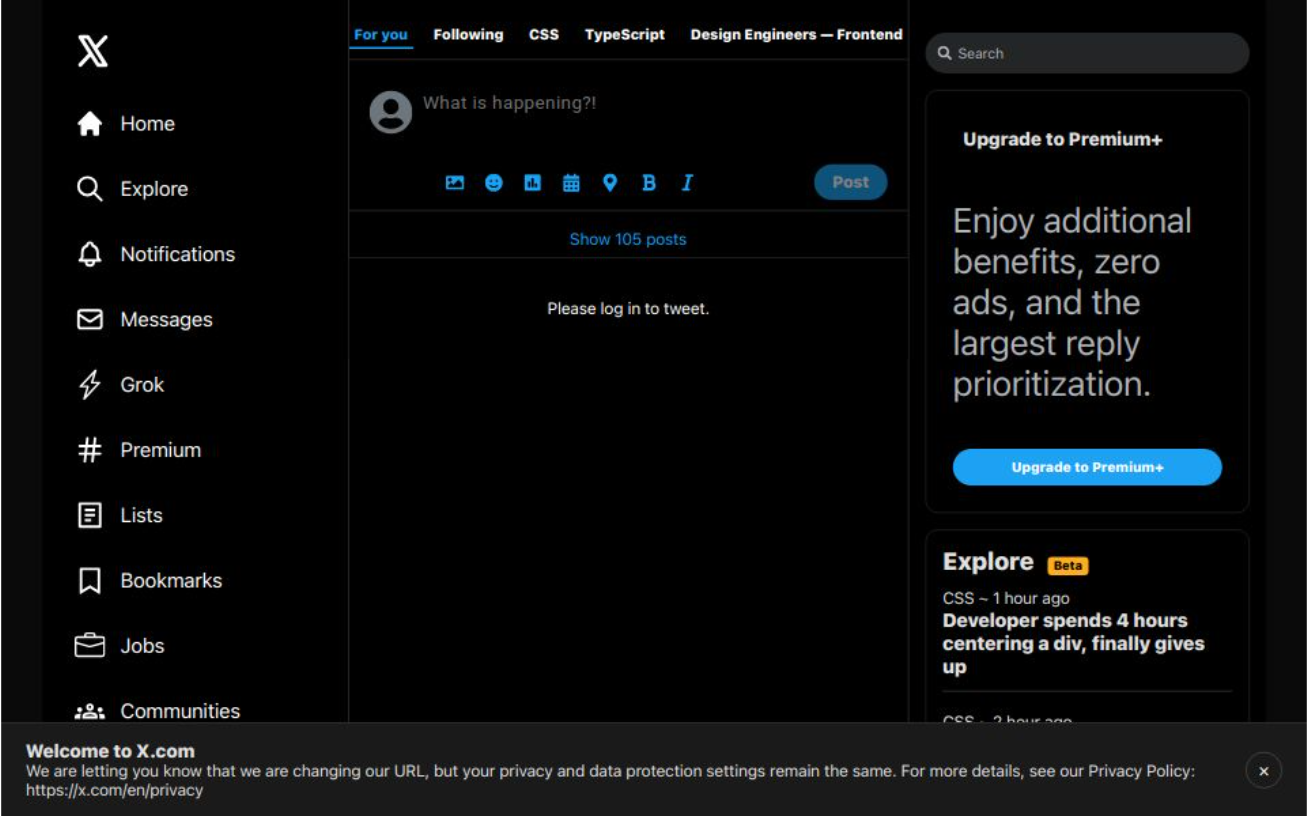 Home
Explore
Notifications
Messages
Grok
Premium
Lists
Bookmarks
Jobs
Communities
For you Following CSS TypeScript Design Engineers — Frontend
What is happening?!
B I
Post
Show 105 posts
Please log in to tweet.
Search
Upgrade to Premium+
Enjoy additional
benefits, zero
ads, and the
largest reply
prioritization.
Upgrade to Premium+
Explore Beta
CSS ~ 1 hour ago
Developer spends 4 hours
centering a div, finally gives
up
CSS ~ 2 hour ago
Welcome to X.com
We are letting you know that we are changing our URL, but your privacy and data protection settings remain the same. For more details, see our Privacy Policy:
https://x.com/en/privacy